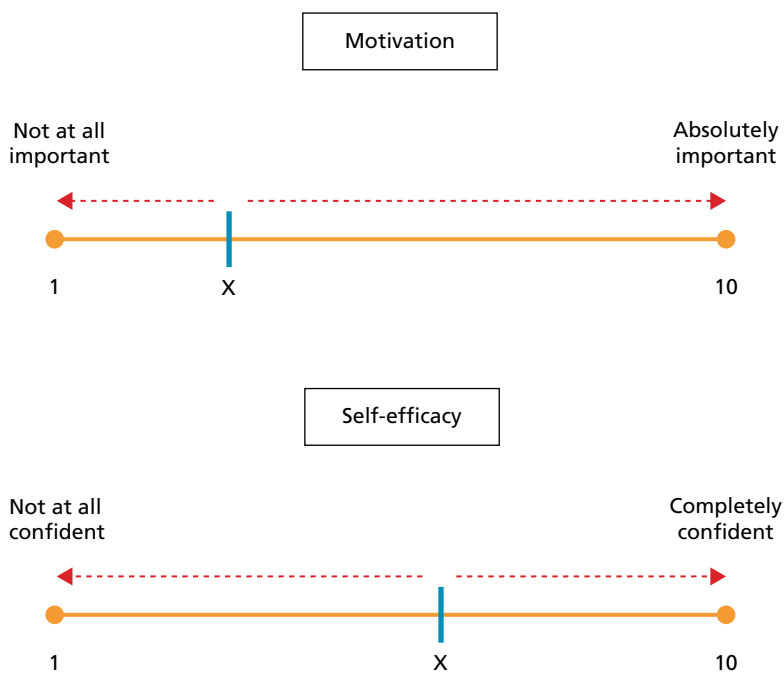 Motivation
Not at all
important
Absolutely
important
1
X
10
Self-efficacy
Not at all
confident
Completely
confident
1
X
10